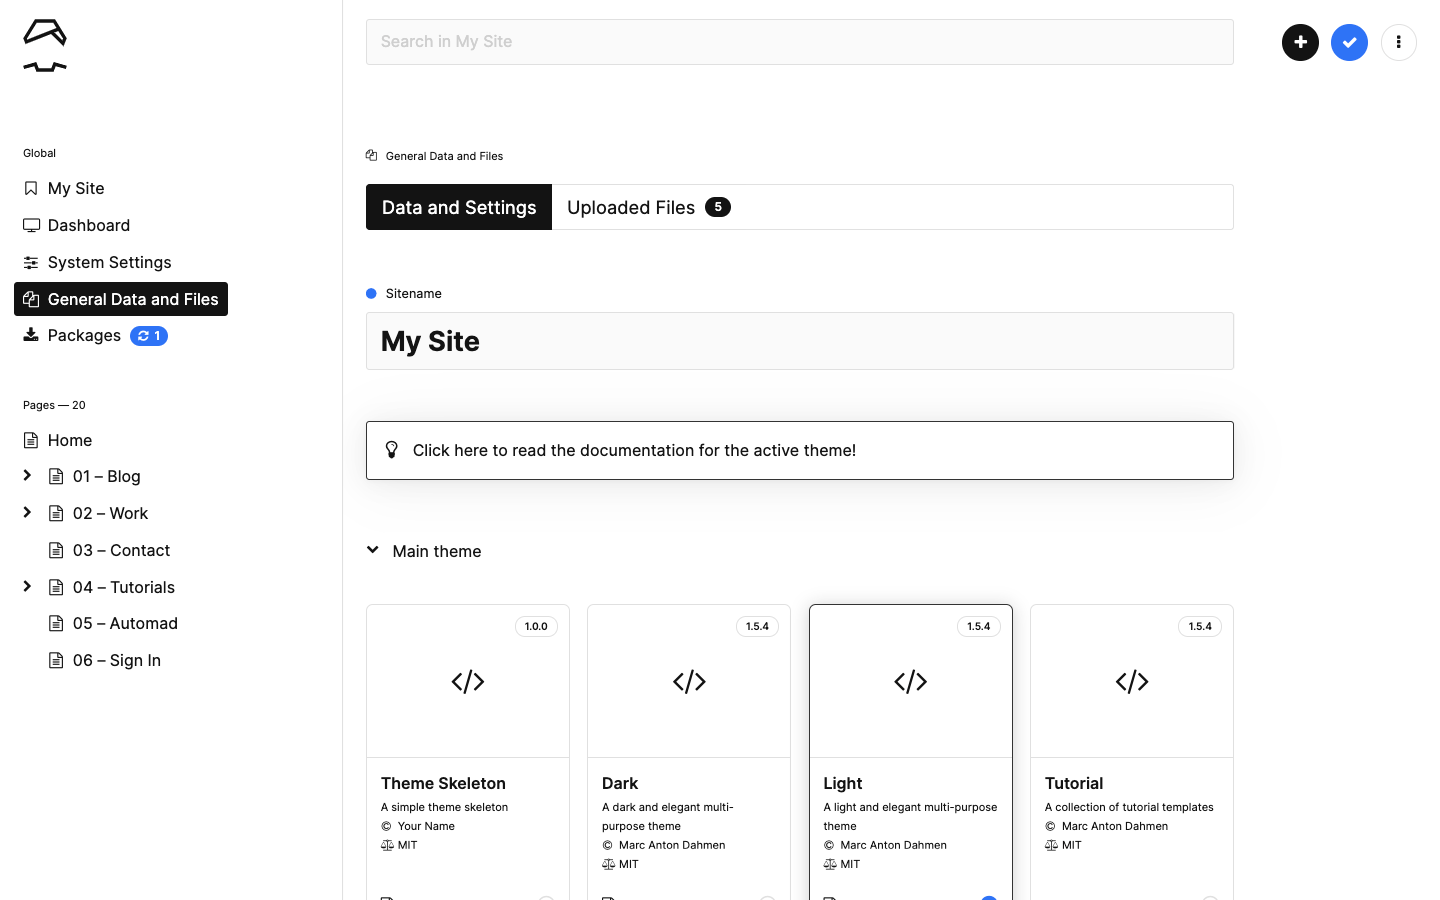 Search in My Site
Global
My Site
Dashboard
System Settings
General Data and Files
Packages 1
Pages — 20
Home
01 – Blog
02 – Work
03 – Contact
04 – Tutorials
05 – Automad
06 – Sign In
General Data and Files
Data and Settings Uploaded Files 5
Sitename
My Site
Click here to read the documentation for the active theme!
Main theme
1.0.0
Theme Skeleton
A simple theme skeleton
© Your Name
MIT
1.5.4
Dark
A dark and elegant multi-
purpose theme
© Marc Anton Dahmen
MIT
1.5.4
Light
A light and elegant multi-purpose
theme
© Marc Anton Dahmen
MIT
1.5.4
Tutorial
A collection of tutorial templates
© Marc Anton Dahmen
MIT